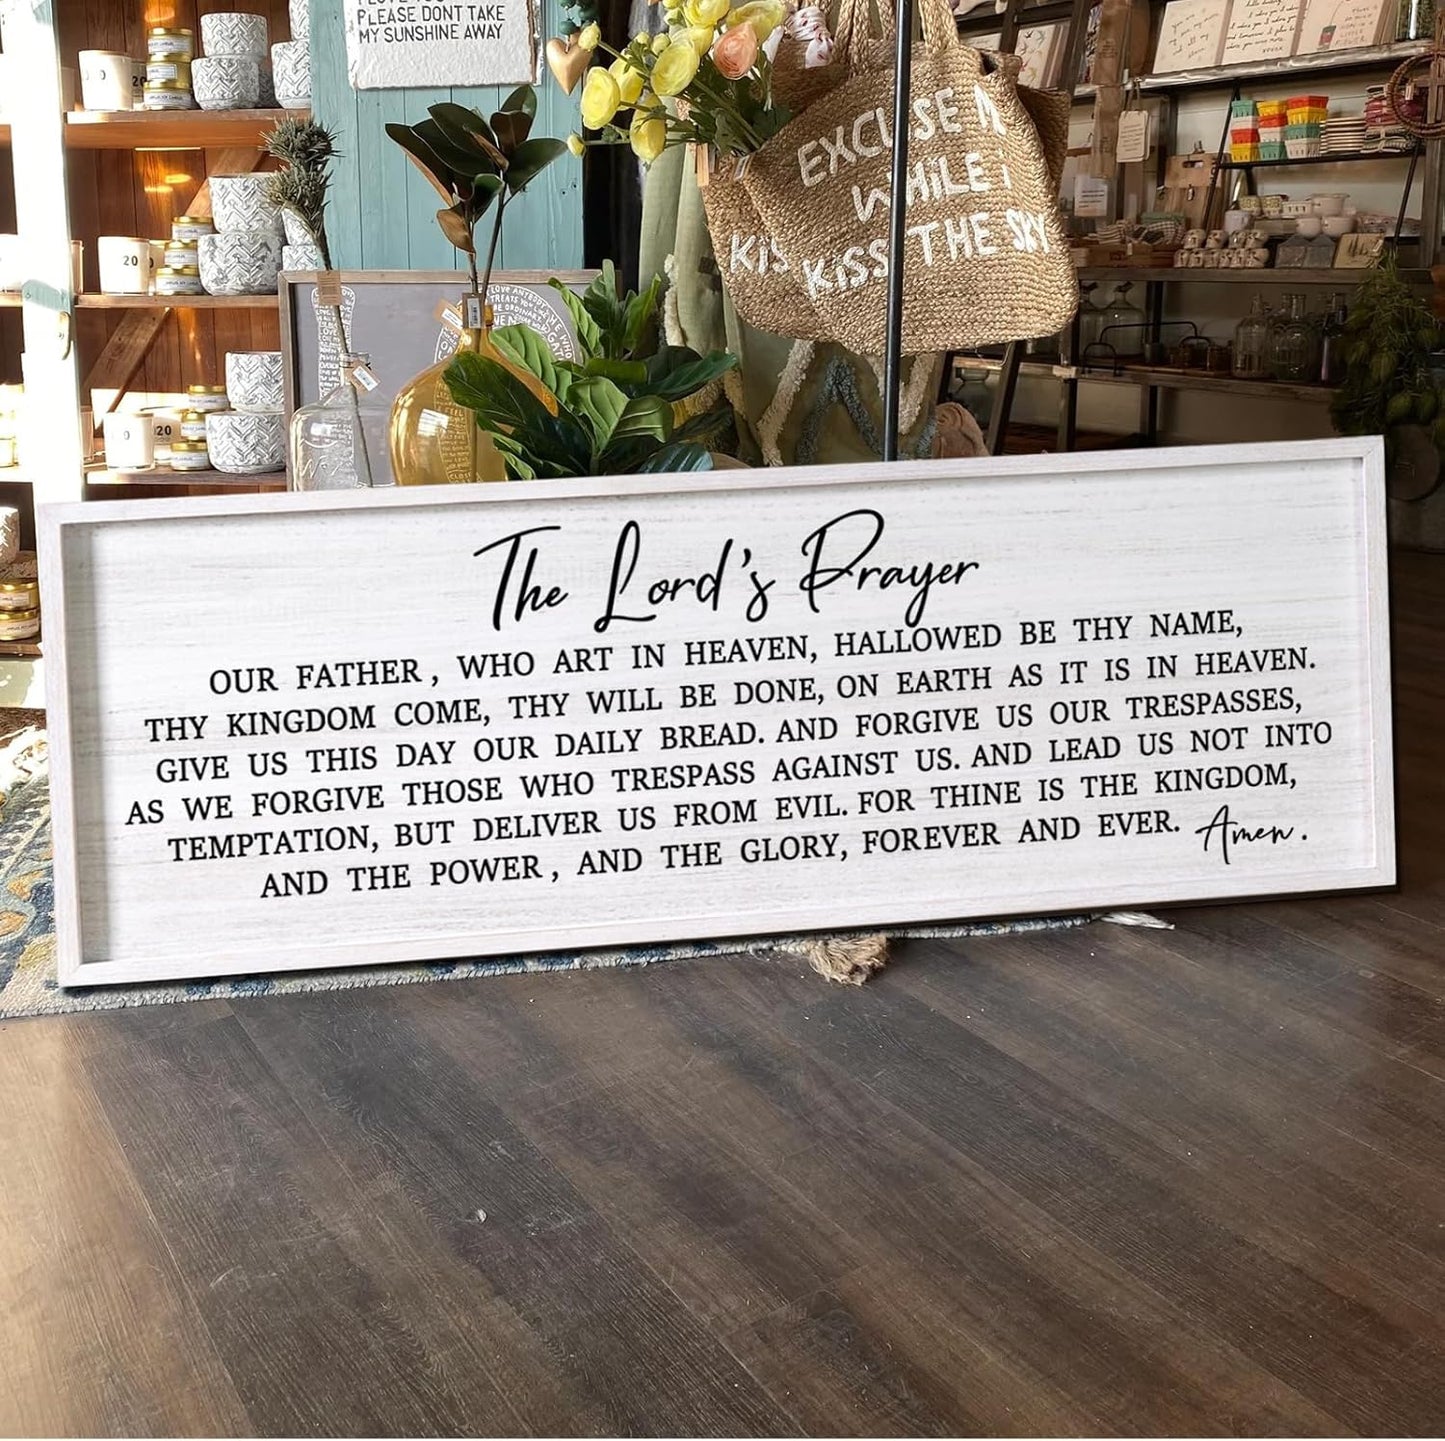 PLEASE DONT TAKE
MY SUNSHINE AWAY
EXCUSE
WHILE I
KISS THE SKY
KIS
20
20
The Lord's Prayer
OUR FATHER, WHO ART IN HEAVEN, HALLOWED BE THY NAME,
THY KINGDOM COME, THY WILL BE DONE, ON EARTH AS IT IS IN HEAVEN.
GIVE US THIS DAY OUR DAILY BREAD. AND FORGIVE US OUR TRESPASSES,
AS WE FORGIVE THOSE WHO TRESPASS AGAINST US. AND LEAD US NOT INTO
TEMPTATION, BUT DELIVER US FROM EVIL. FOR THINE IS THE KINGDOM,
AND THE POWER, AND THE GLORY, FOREVER AND EVER. Amen.